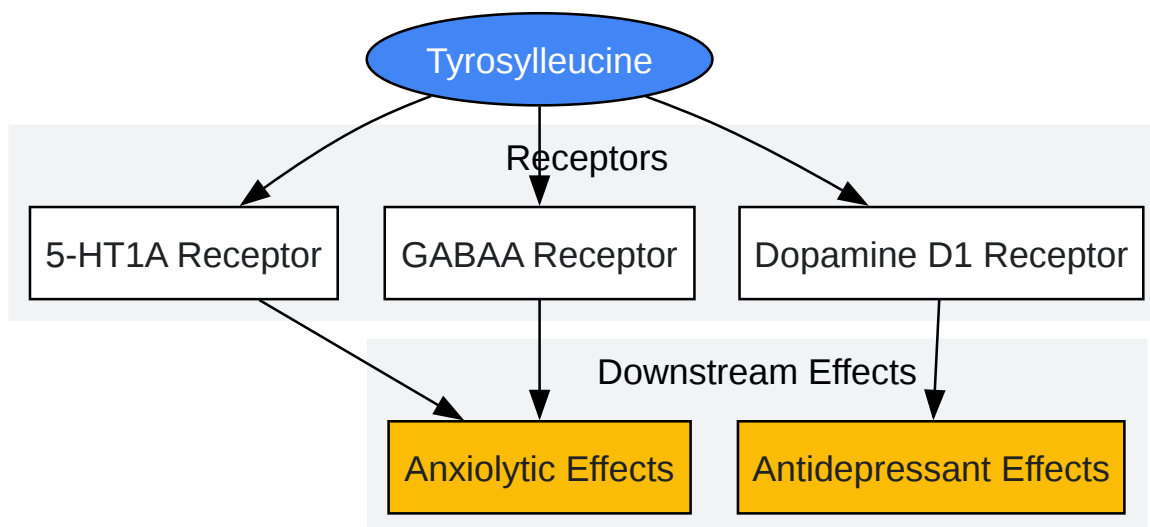 Tyrosylleucine
Receptors
5-HT1A Receptor
GABAA Receptor
Dopamine D1 Receptor
Downstream Effects
Anxiolytic Effects
Antidepressant Effects